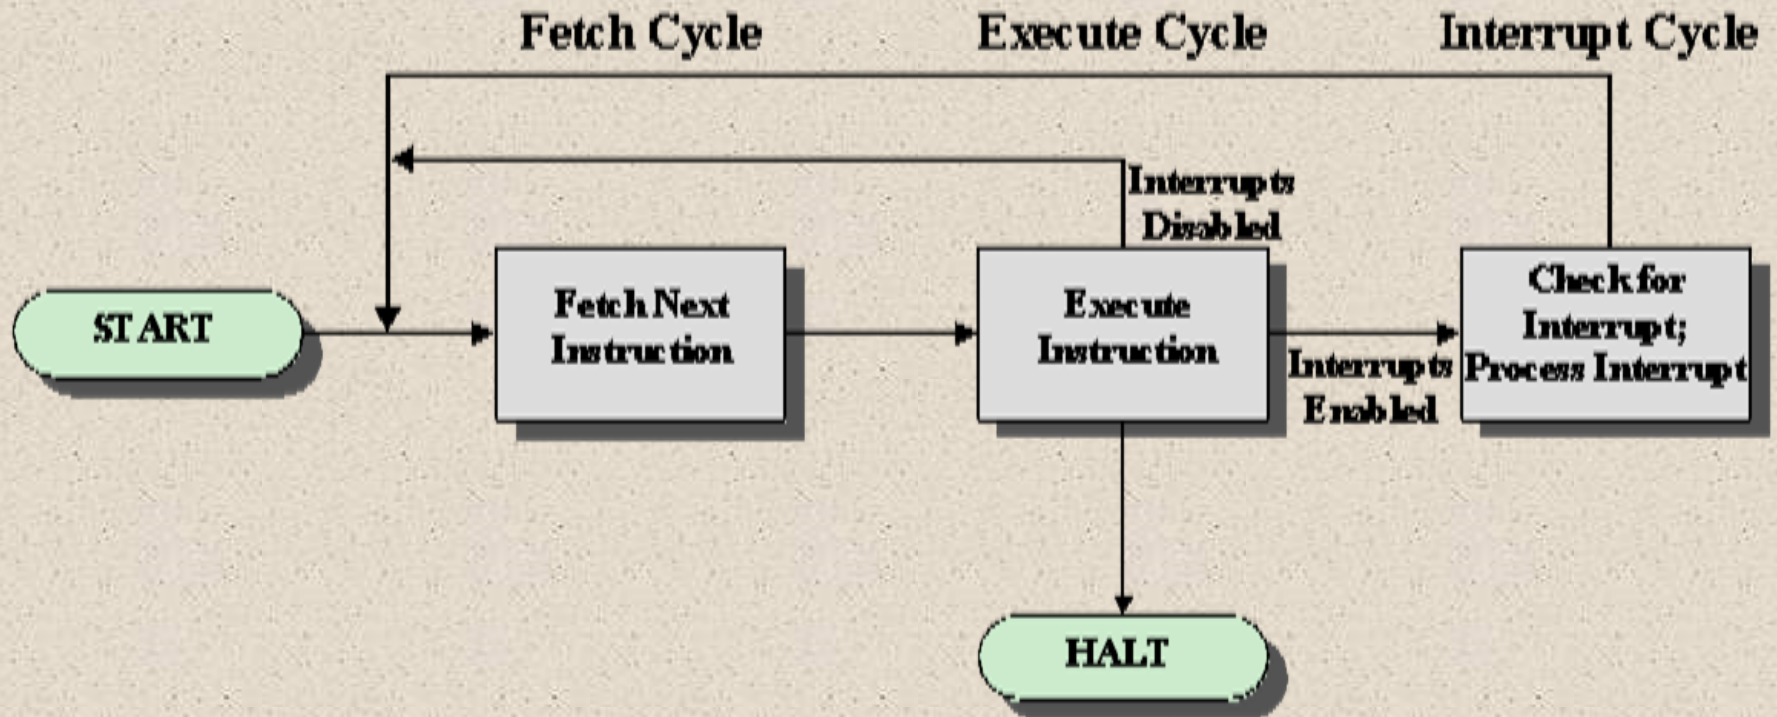 Fetch Cycle
Execute Cycle
Interrupt Cycle
Interrupts
Disabled
START
Fetch Next
Instruction
Execute
Instruction
Interrupts
Enabled
Check for
Interrupt;
Process Interrupt
HALT